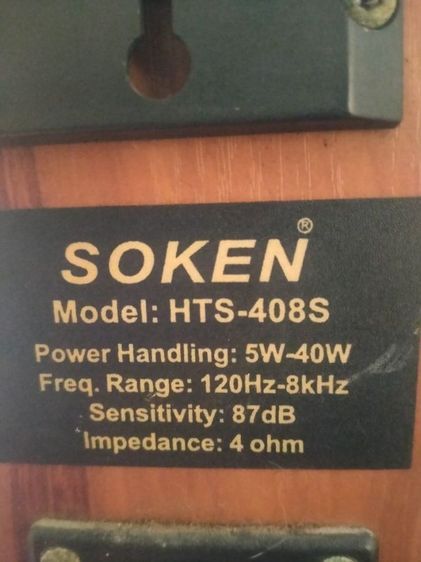 SOKEN®
Model: HTS-408S
Power Handling: 5W-40W
Freq. Range: 120Hz-8kHz
Sensitivity: 87dB
Impedance: 4 ohm